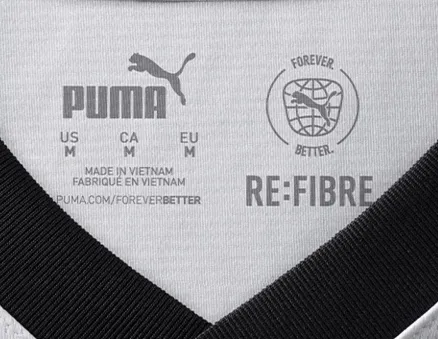 PUMA
US CA EU
M M M
MADE IN VIETNAM
FABRIQUÉ EN VIETNAM
PUMA.COM/FOREVERBETTER
FOREVER.
BETTER.
RE:FIBRE